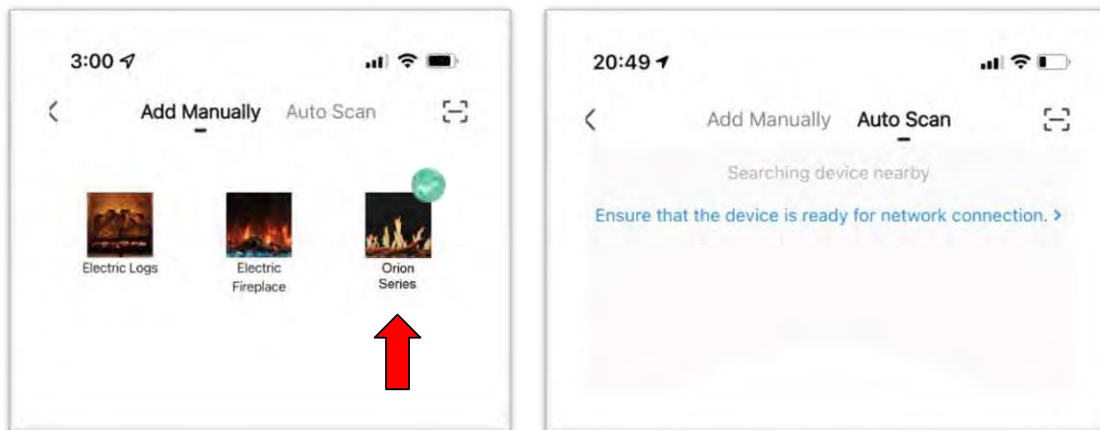 3:00
Add Manually Auto Scan
Electric Logs
Electric
Fireplace
Orion
Series
20:49
Add Manually Auto Scan
Searching device nearby
Ensure that the device is ready for network connection. >